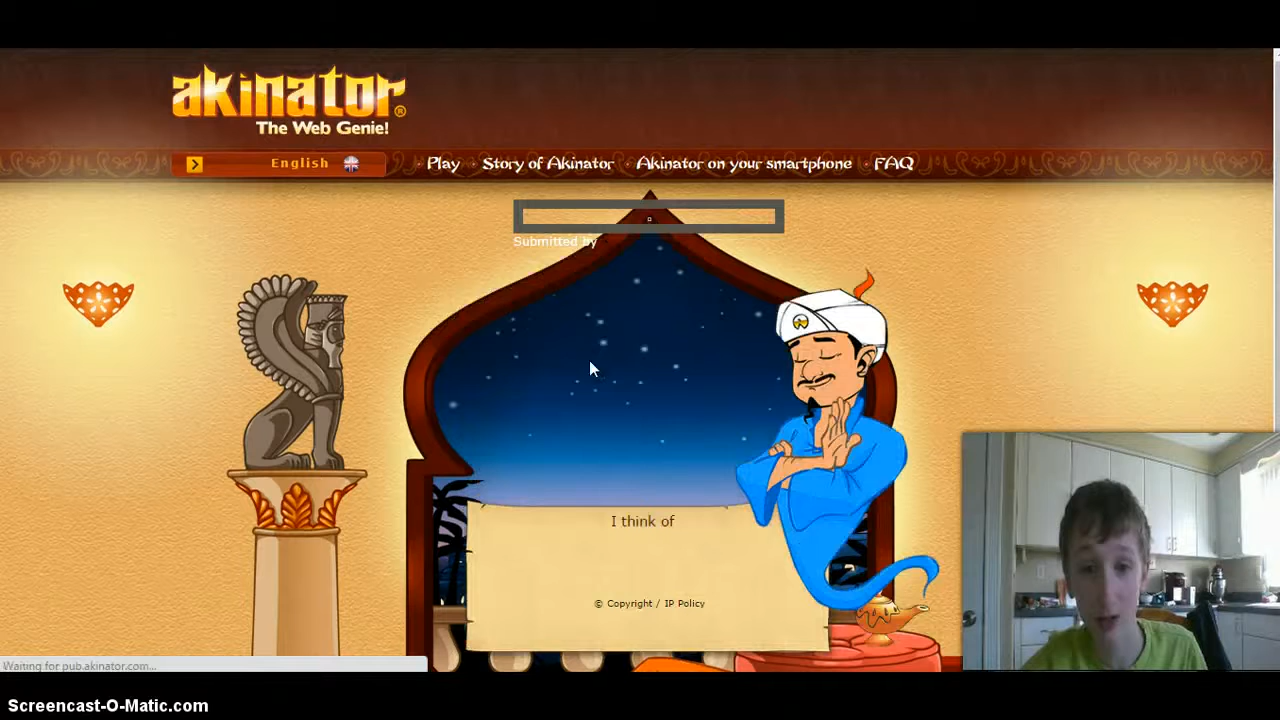 akinator®
The Web Genie!
English
· Play · Story of Akinator · Akinator on your smartphone · FAQ
Submitted by
I think of
© Copyright / IP Policy
Waiting for pub.akinator.com...
Screencast-O-Matic.com